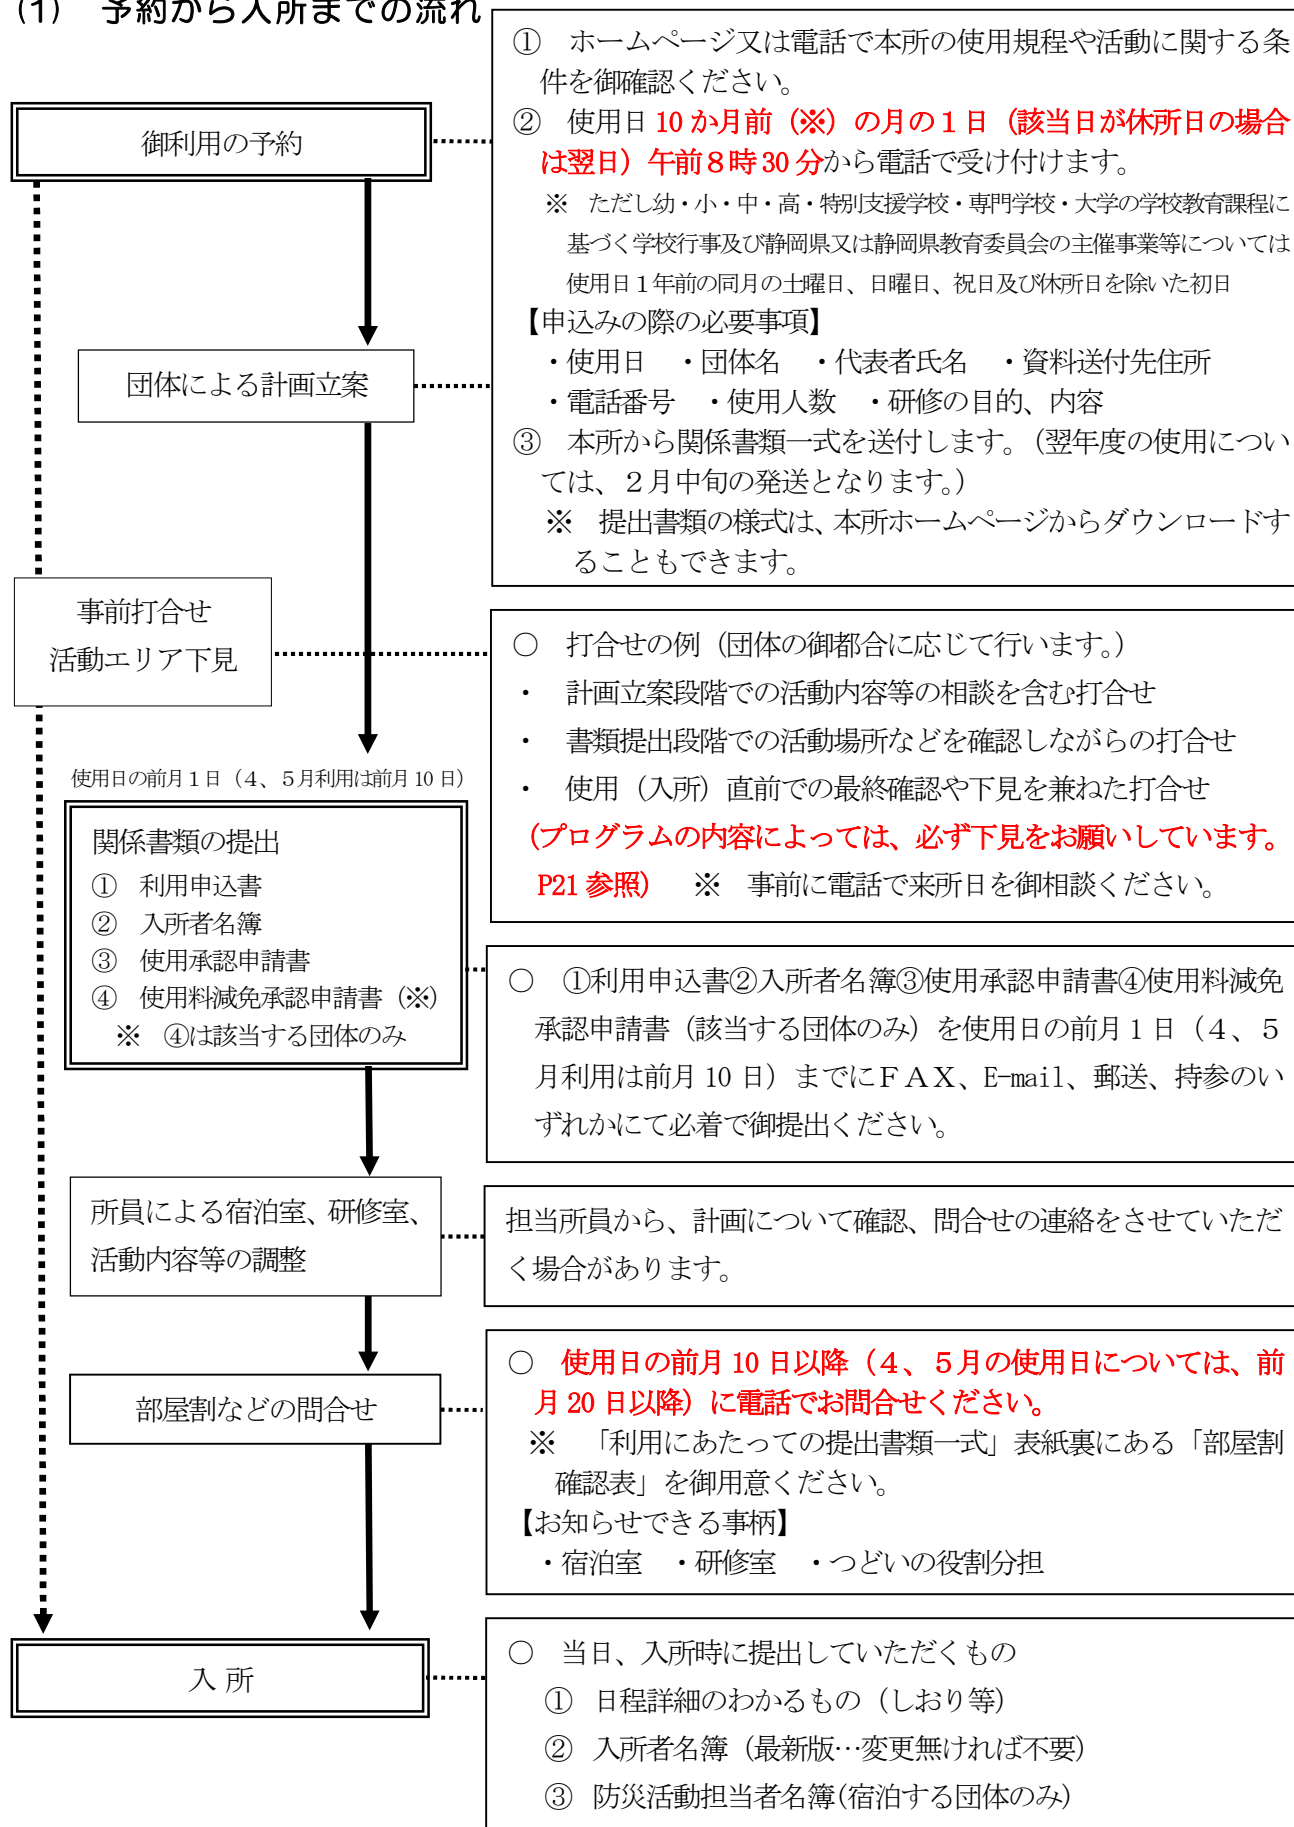 (1)　予約から入所までの流れ
①　ホームページ又は電話で本所の使用規程や活動に関する条
件を御確認ください。
②　使用日10か月前（※）の月の１日（該当日が休所日の場合
は翌日）午前８時30分から電話で受け付けます。
※　ただし幼・小・中・高・特別支援学校・専門学校・大学の学校教育課程に
基づく学校行事及び静岡県又は静岡県教育委員会の主催事業等については
使用日１年前の同月の土曜日、日曜日、祝日及び休所日を除いた初日
【申込みの際の必要事項】
・使用日　・団体名　・代表者氏名　・資料送付先住所
・電話番号　・使用人数　・研修の目的、内容
③　本所から関係書類一式を送付します。（翌年度の使用につい
ては、２月中旬の発送となります。）
※　提出書類の様式は、本所ホームページからダウンロードす
ることもできます。
御利用の予約
団体による計画立案
事前打合せ
活動エリア下見
○　打合せの例（団体の御都合に応じて行います。）
・　計画立案段階での活動内容等の相談を含む打合せ
・　書類提出段階での活動場所などを確認しながらの打合せ
・　使用（入所）直前での最終確認や下見を兼ねた打合せ
（プログラムの内容によっては、必ず下見をお願いしています。
P21参照）　※　事前に電話で来所日を御相談ください。
使用日の前月１日（４、５月利用は前月10日）
関係書類の提出
①　利用申込書
②　入所者名簿
③　使用承認申請書
④　使用料減免承認申請書（※）
※　④は該当する団体のみ
○　①利用申込書②入所者名簿③使用承認申請書④使用料減免
承認申請書（該当する団体のみ）を使用日の前月１日（４、５
月利用は前月10日）までにＦＡＸ、E-mail、郵送、持参のい
ずれかにて必着で御提出ください。
所員による宿泊室、研修室、
活動内容等の調整
担当所員から、計画について確認、問合せの連絡をさせていただ
く場合があります。
部屋割などの問合せ
○　使用日の前月10日以降（４、５月の使用日については、前
月20日以降）に電話でお問合せください。
※　「利用にあたっての提出書類一式」表紙裏にある「部屋割
確認表」を御用意ください。
【お知らせできる事柄】
・宿泊室　・研修室　・つどいの役割分担
入 所
○　当日、入所時に提出していただくもの
①　日程詳細のわかるもの（しおり等）
②　入所者名簿（最新版…変更無ければ不要）
③　防災活動担当者名簿(宿泊する団体のみ)